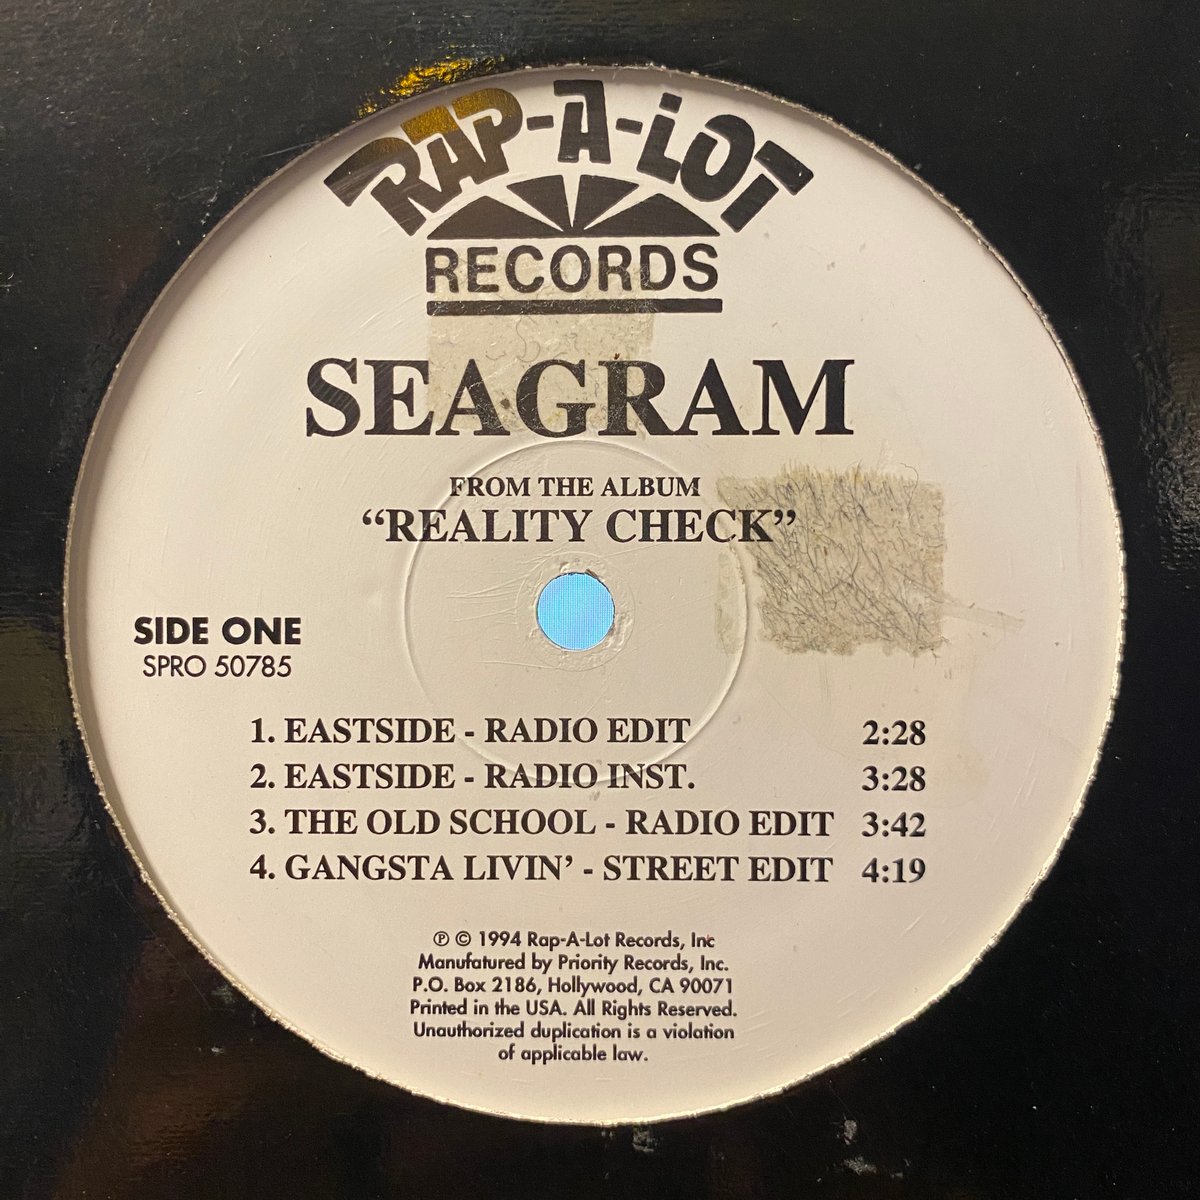 RAP-A-LOT
RECORDS
SEAGRAM
FROM THE ALBUM
“REALITY CHECK”
SIDE ONE
SPRO 50785
1. EASTSIDE - RADIO EDIT 2:28
2. EASTSIDE - RADIO INST. 3:28
3. THE OLD SCHOOL - RADIO EDIT 3:42
4. GANGSTA LIVIN’ - STREET EDIT 4:19
℗ © 1994 Rap-A-Lot Records, Inc
Manufatured by Priority Records, Inc.
P.O. Box 2186, Hollywood, CA 90071
Printed in the USA. All Rights Reserved.
Unauthorized duplication is a violation
of applicable law.